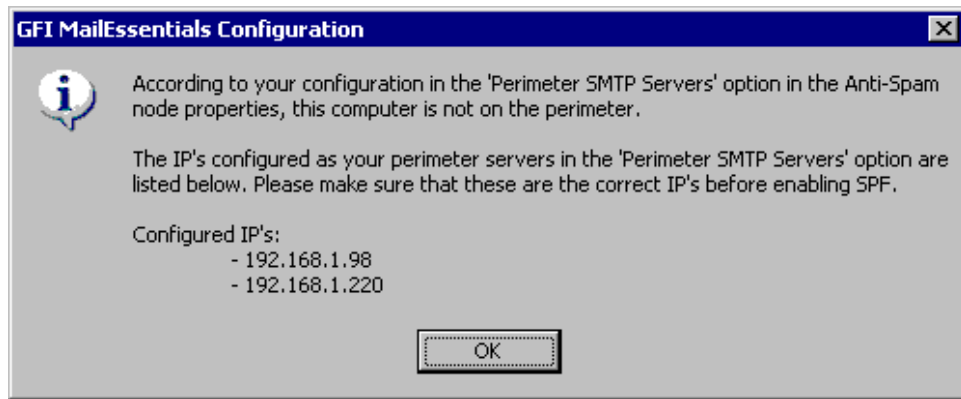 GFI MailEssentials Configuration
According to your configuration in the 'Perimeter SMTP Servers' option in the Anti-Spam
node properties, this computer is not on the perimeter.
The IP's configured as your perimeter servers in the 'Perimeter SMTP Servers' option are
listed below. Please make sure that these are the correct IP's before enabling SPF.
Configured IP's:
- 192.168.1.98
- 192.168.1.220
OK